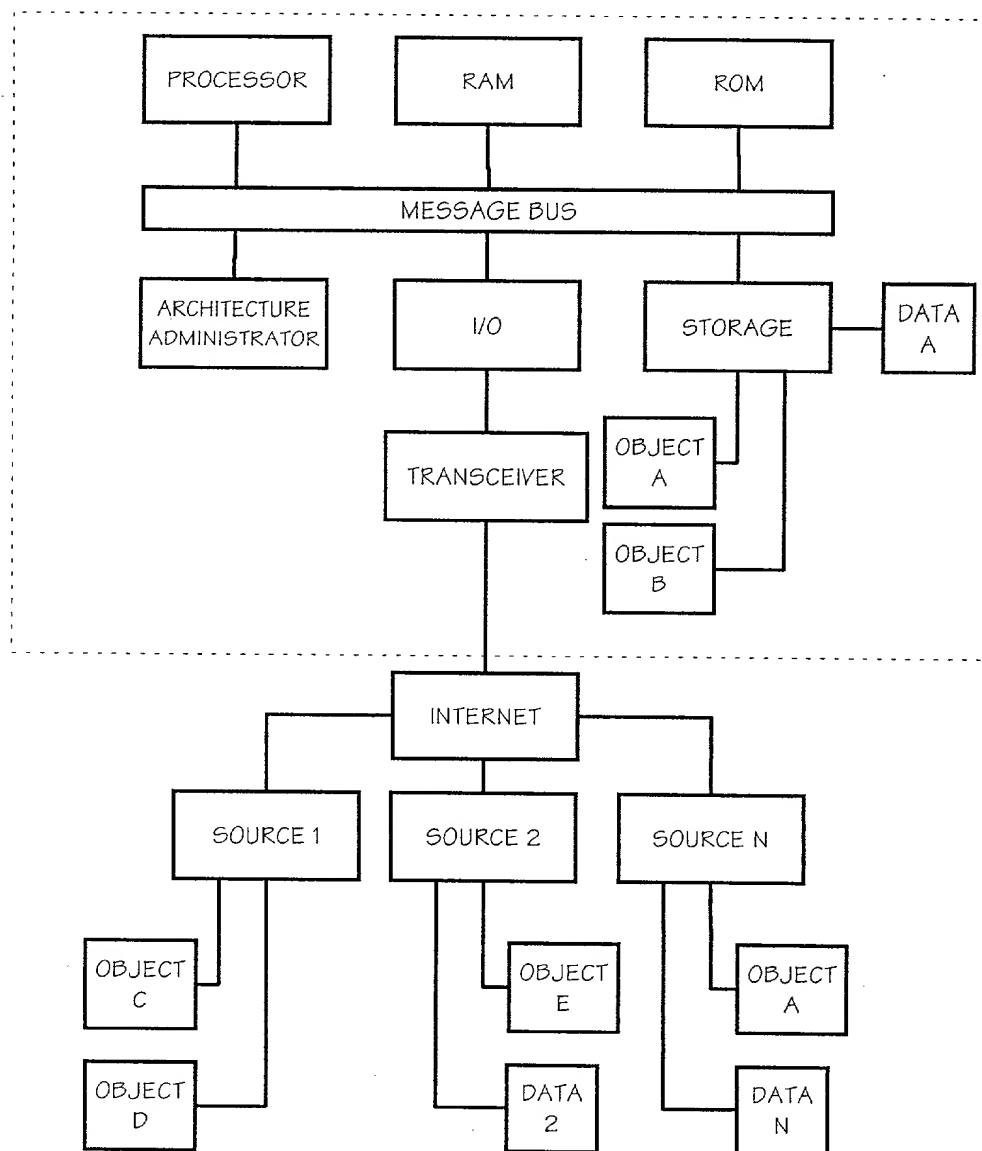 PROCESSOR
RAM
ROM
MESSAGE BUS
ARCHITECTURE
ADMINISTRATOR
I/O
STORAGE
DATA
A
OBJECT
A
TRANSCEIVER
OBJECT
B
INTERNET
SOURCE 1
SOURCE 2
SOURCE N
OBJECT
C
OBJECT
E
OBJECT
A
OBJECT
D
DATA
2
DATA
N